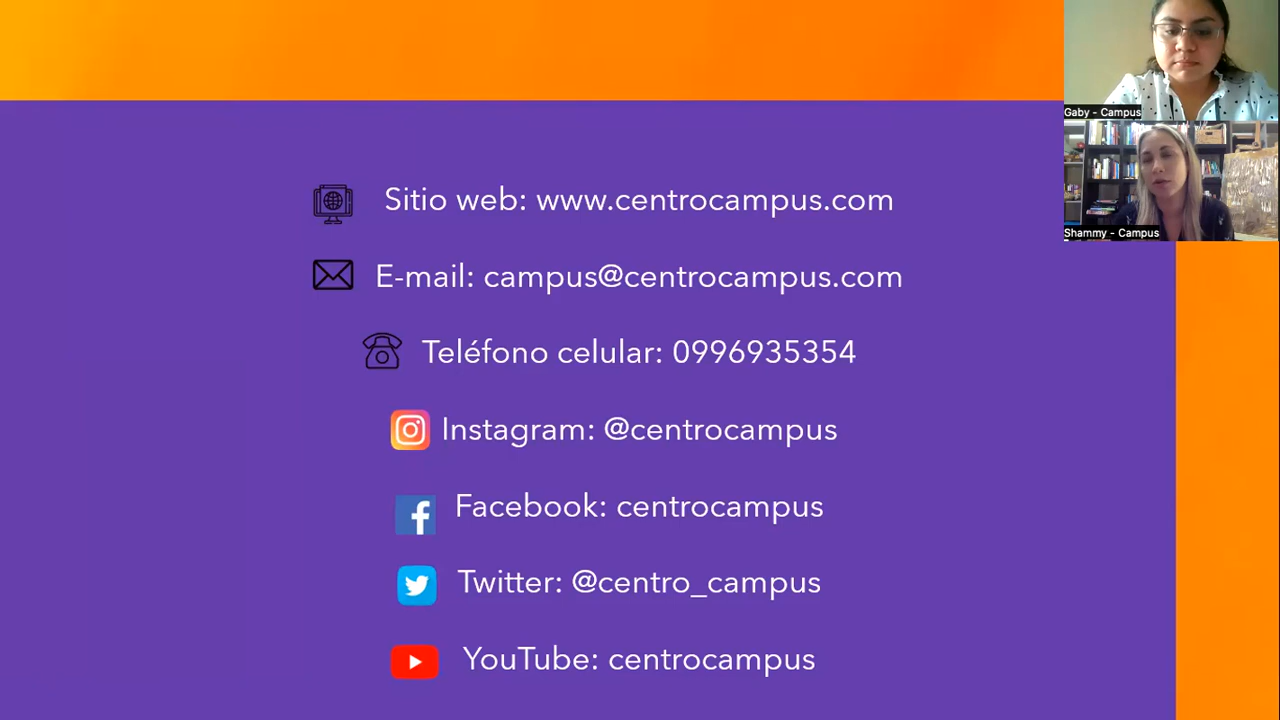 Gaby - Campus
Shammy - Campus
Sitio web: www.centrocampus.com
E-mail: campus@centrocampus.com
Teléfono celular: 0996935354
Instagram: @centrocampus
Facebook: centrocampus
Twitter: @centro_campus
YouTube: centrocampus